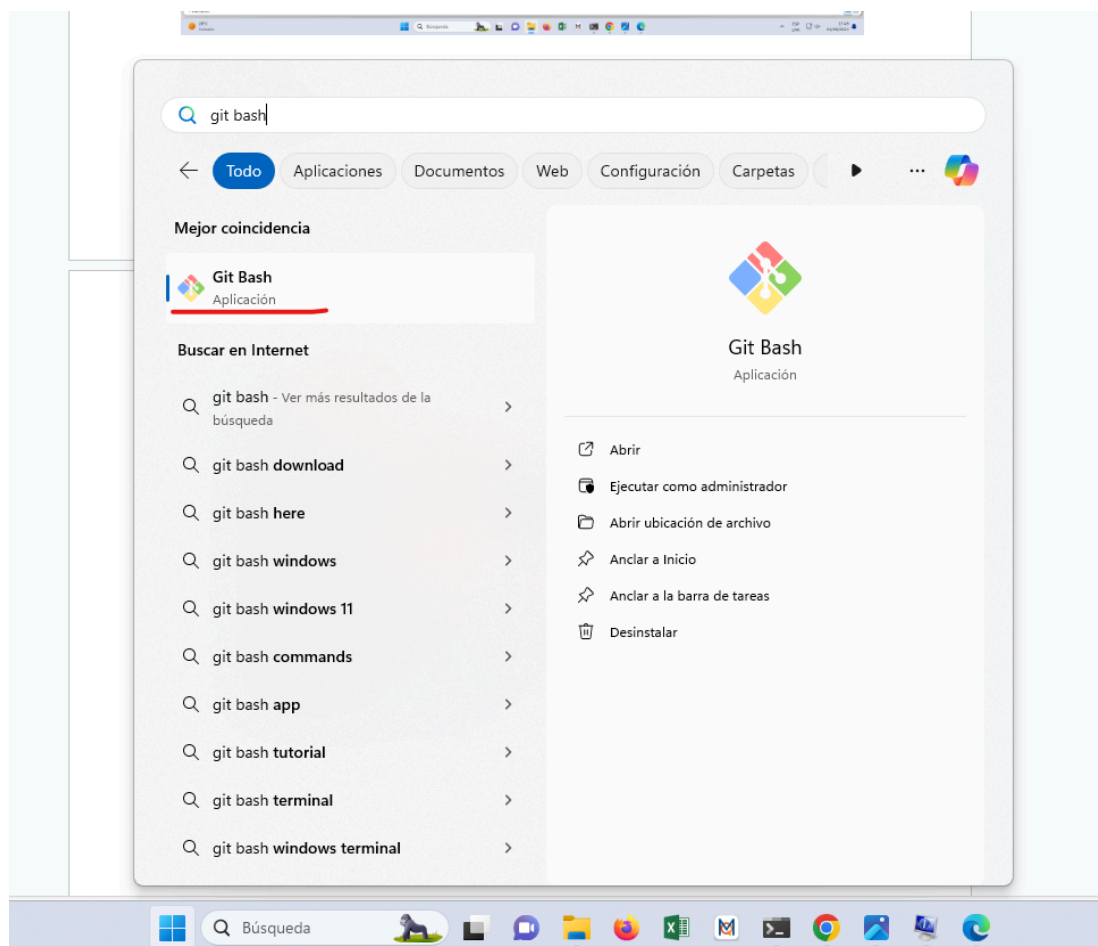 Búsqueda
git bash
Todo
Aplicaciones
Documentos
Web
Configuración
Carpetas
Mejor coincidencia
Git Bash
Aplicación
Buscar en Internet
git bash - Ver más resultados de la
búsqueda
git bash download
git bash here
git bash windows
git bash windows 11
git bash commands
git bash app
git bash tutorial
git bash terminal
git bash windows terminal
Git Bash
Aplicación
Abrir
Ejecutar como administrador
Abrir ubicación de archivo
Anclar a Inicio
Anclar a la barra de tareas
Desinstalar
Búsqueda